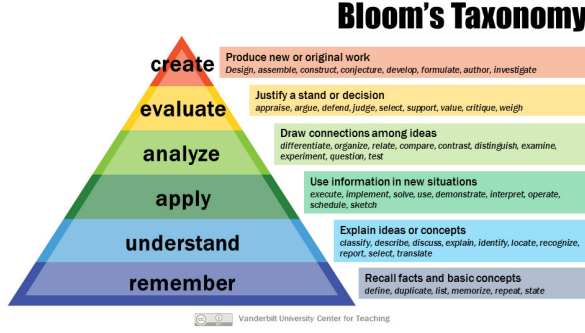 Bloom's Taxonomy
create
Produce new or original work
Design, assemble, construct, conjecture, develop, formulate, author, investigate
evaluate
Justify a stand or decision
appraise, argue, defend, judge, select, support, value, critique, weigh
analyze
Draw connections among ideas
differentiate, organize, relate, compare, contrast, distinguish, examine,
experiment, question, test
apply
Use information in new situations
execute, implement, solve, use, demonstrate, interpret, operate,
schedule, sketch
understand
Explain ideas or concepts
classify, describe, discuss, explain, identify, locate, recognize,
report, select, translate
remember
Recall facts and basic concepts
define, duplicate, list, memorize, repeat, state
cc
Vanderbilt University Center for Teaching